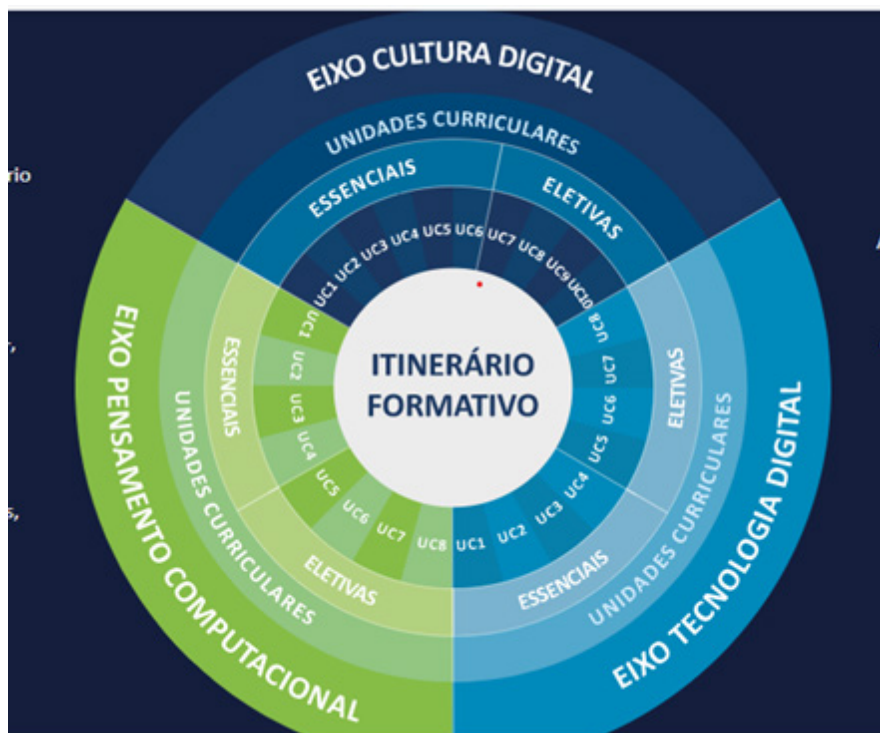 EIXO CULTURA DIGITAL
UNIDADES CURRICULARES
ESSENCIAIS
ELETIVAS
UC1
UC2
UC3
UC4
UC5
UC6
UC7
UC8
UC9
UC10
EIXO TECNOLOGIA DIGITAL
UNIDADES CURRICULARES
ELETIVAS
ESSENCIAIS
UC8
UC7
UC6
UC5
UC4
UC3
UC2
UC1
EIXO PENSAMENTO COMPUTACIONAL
UNIDADES CURRICULARES
ESSENCIAIS
ELETIVAS
UC1
UC2
UC3
UC4
UC5
UC6
UC7
UC8
ITINERÁRIO
FORMATIVO